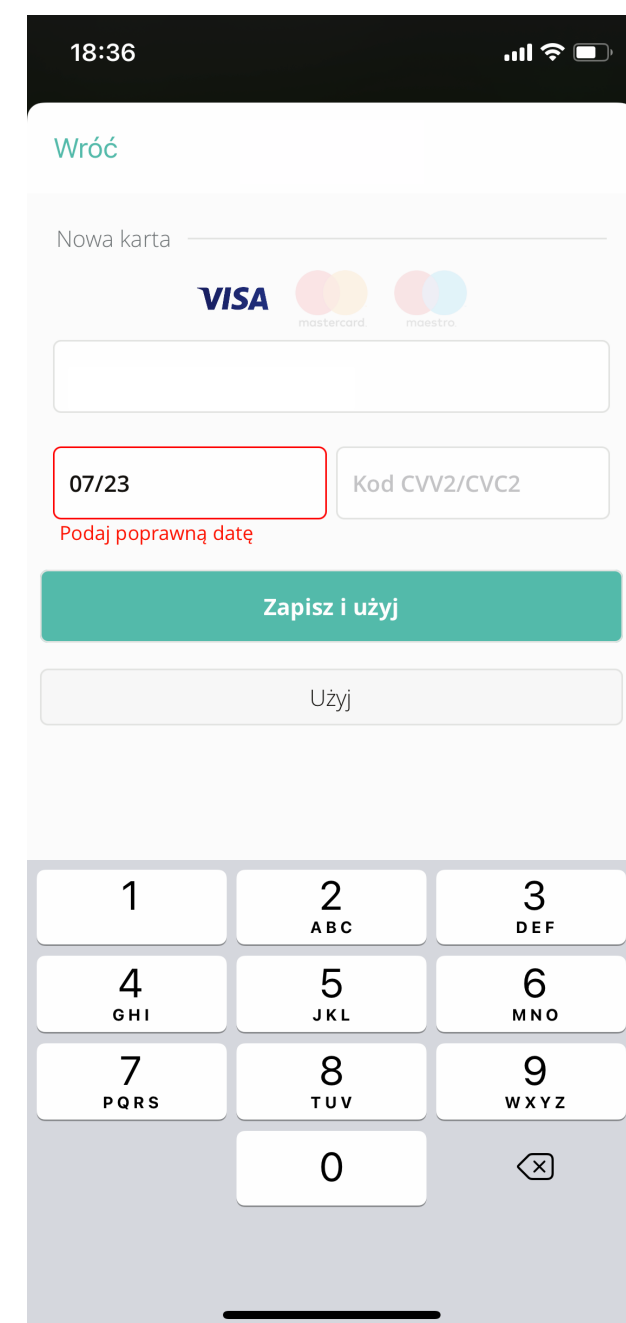 18:36
Wróć
Nowa karta
VISA
mastercard
maestro
07/23
Kod CVV2/CVC2
Podaj poprawną datę
Zapisz i użyj
Użyj
1
2
3
ABC
DEF
4
5
6
GHI
JKL
MNO
7
8
9
PQRS
TUV
WXYZ
0